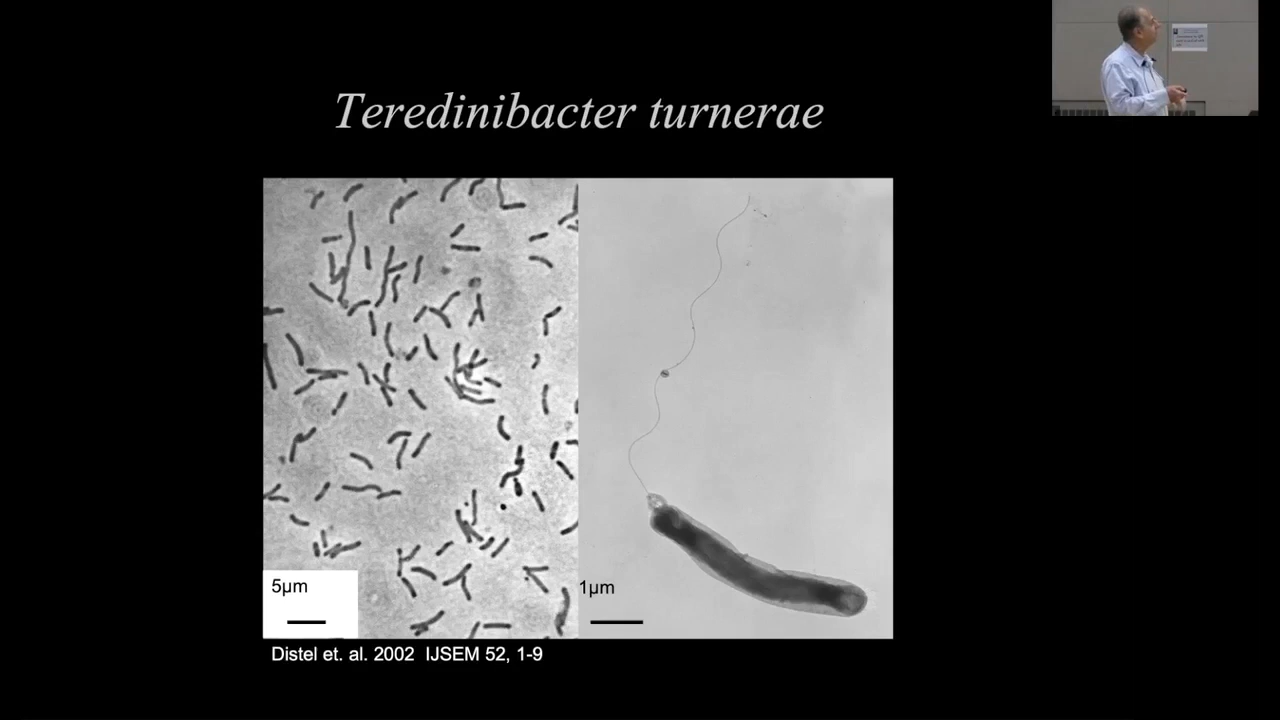 Teredinibacter turnerae
5µm
1µm
Distel et. al. 2002 IJSEM 52, 1-9